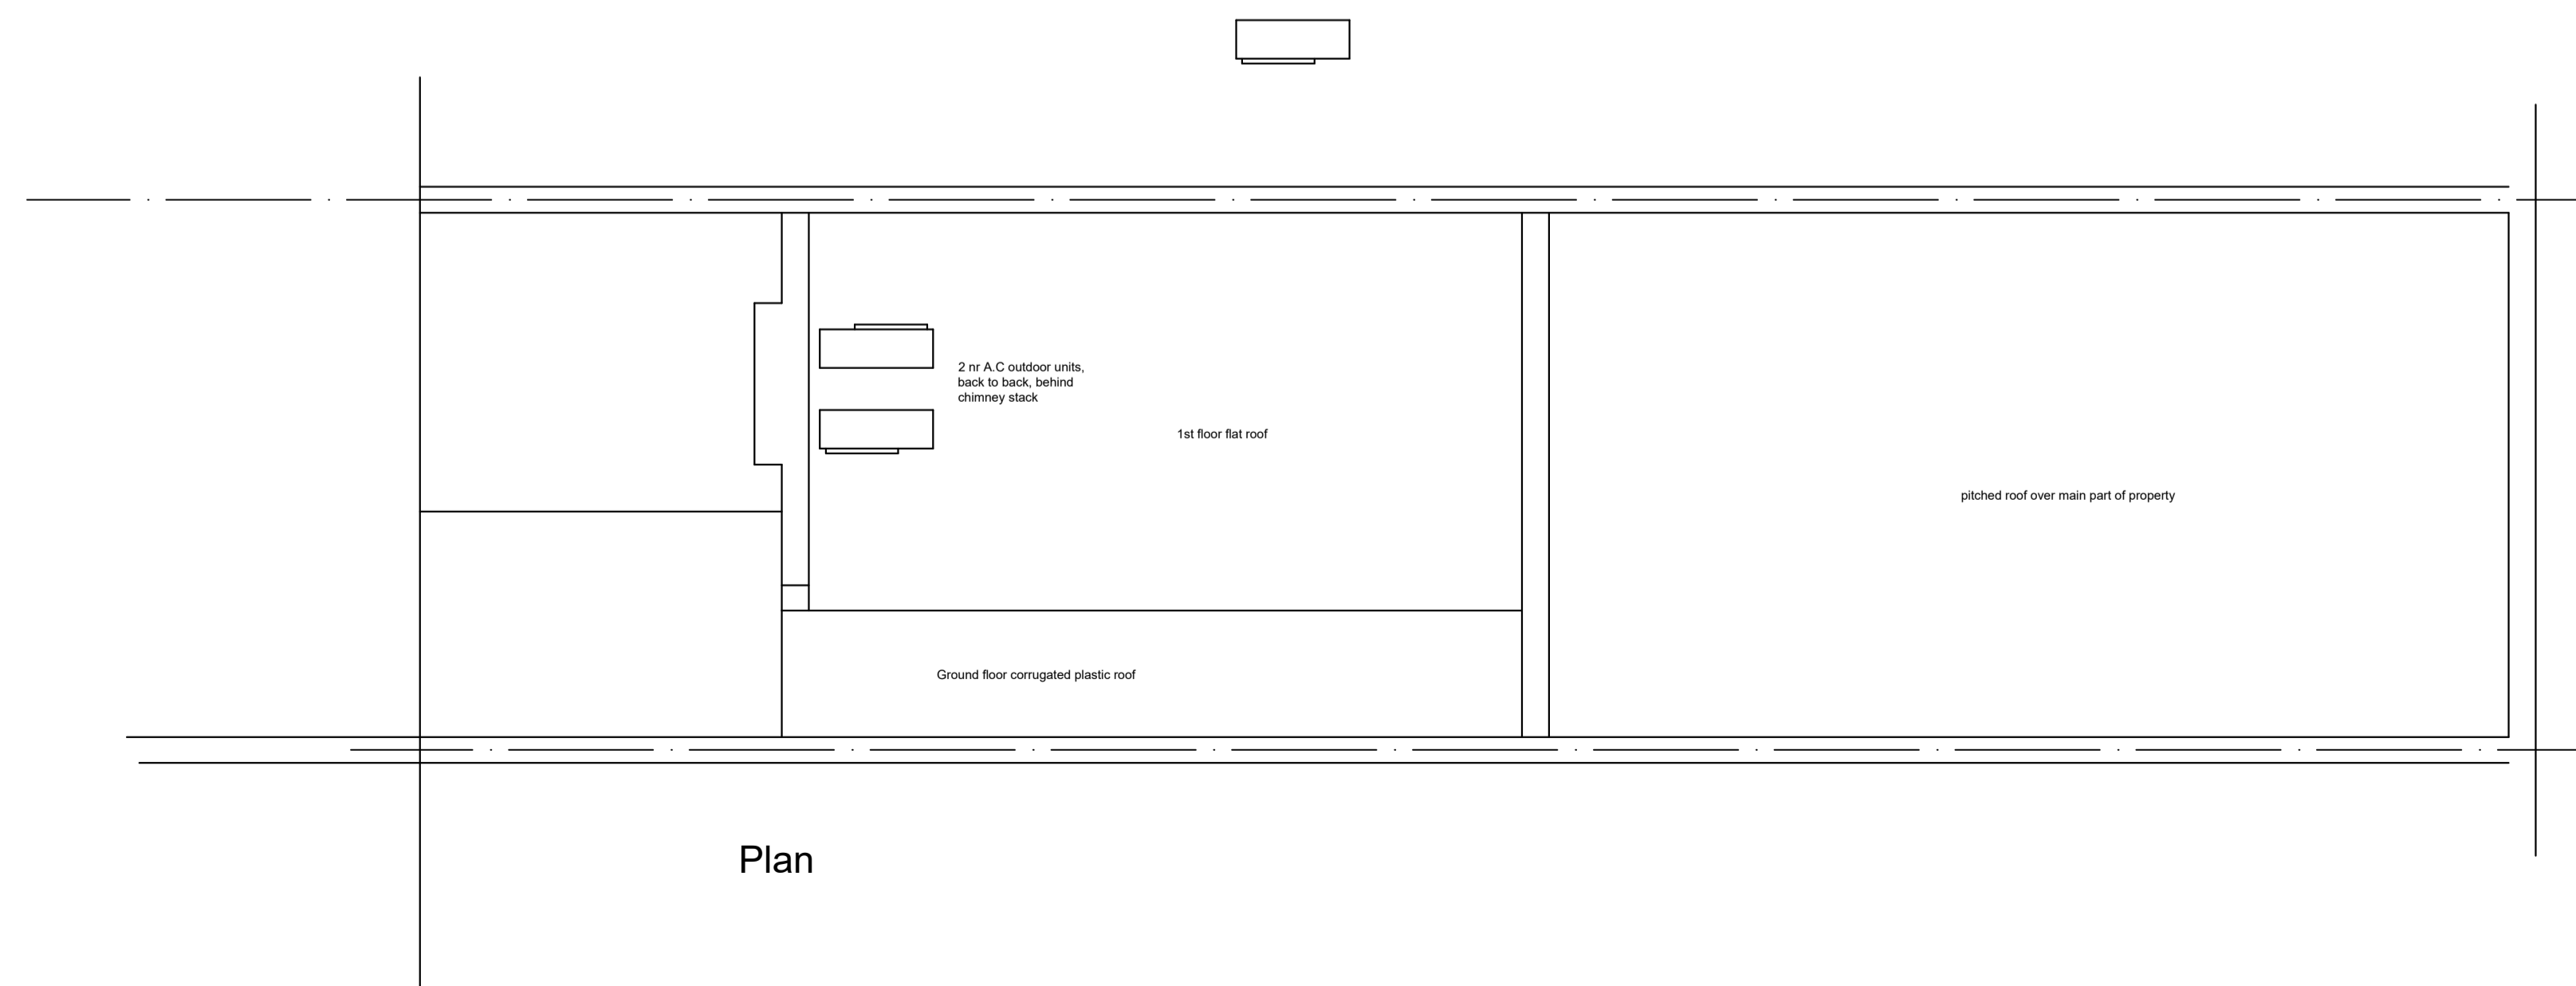 2 nr A.C outdoor units,
back to back, behind
chimney stack
1st floor flat roof
pitched roof over main part of property
Ground floor corrugated plastic roof
Plan